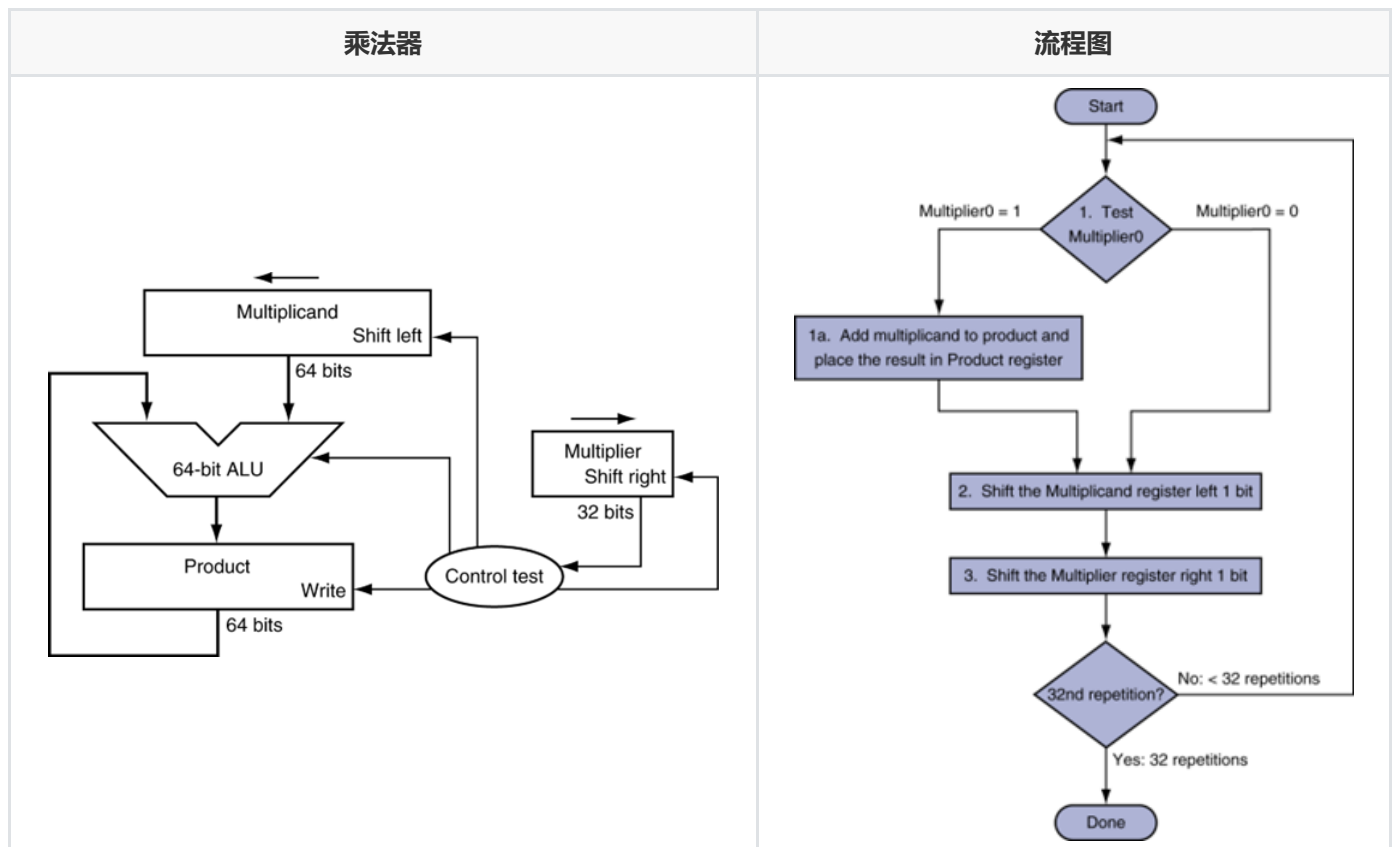 乘法器
流程图
Multiplicand
Shift left
64 bits
64-bit ALU
Multiplier
Shift right
32 bits
Product
Write
Control test
64 bits
Start
Multiplier0 = 1
1. Test
Multiplier0
Multiplier0 = 0
1a. Add multiplicand to product and
place the result in Product register
2. Shift the Multiplicand register left 1 bit
3. Shift the Multiplier register right 1 bit
32nd repetition?
No: < 32 repetitions
Yes: 32 repetitions
Done